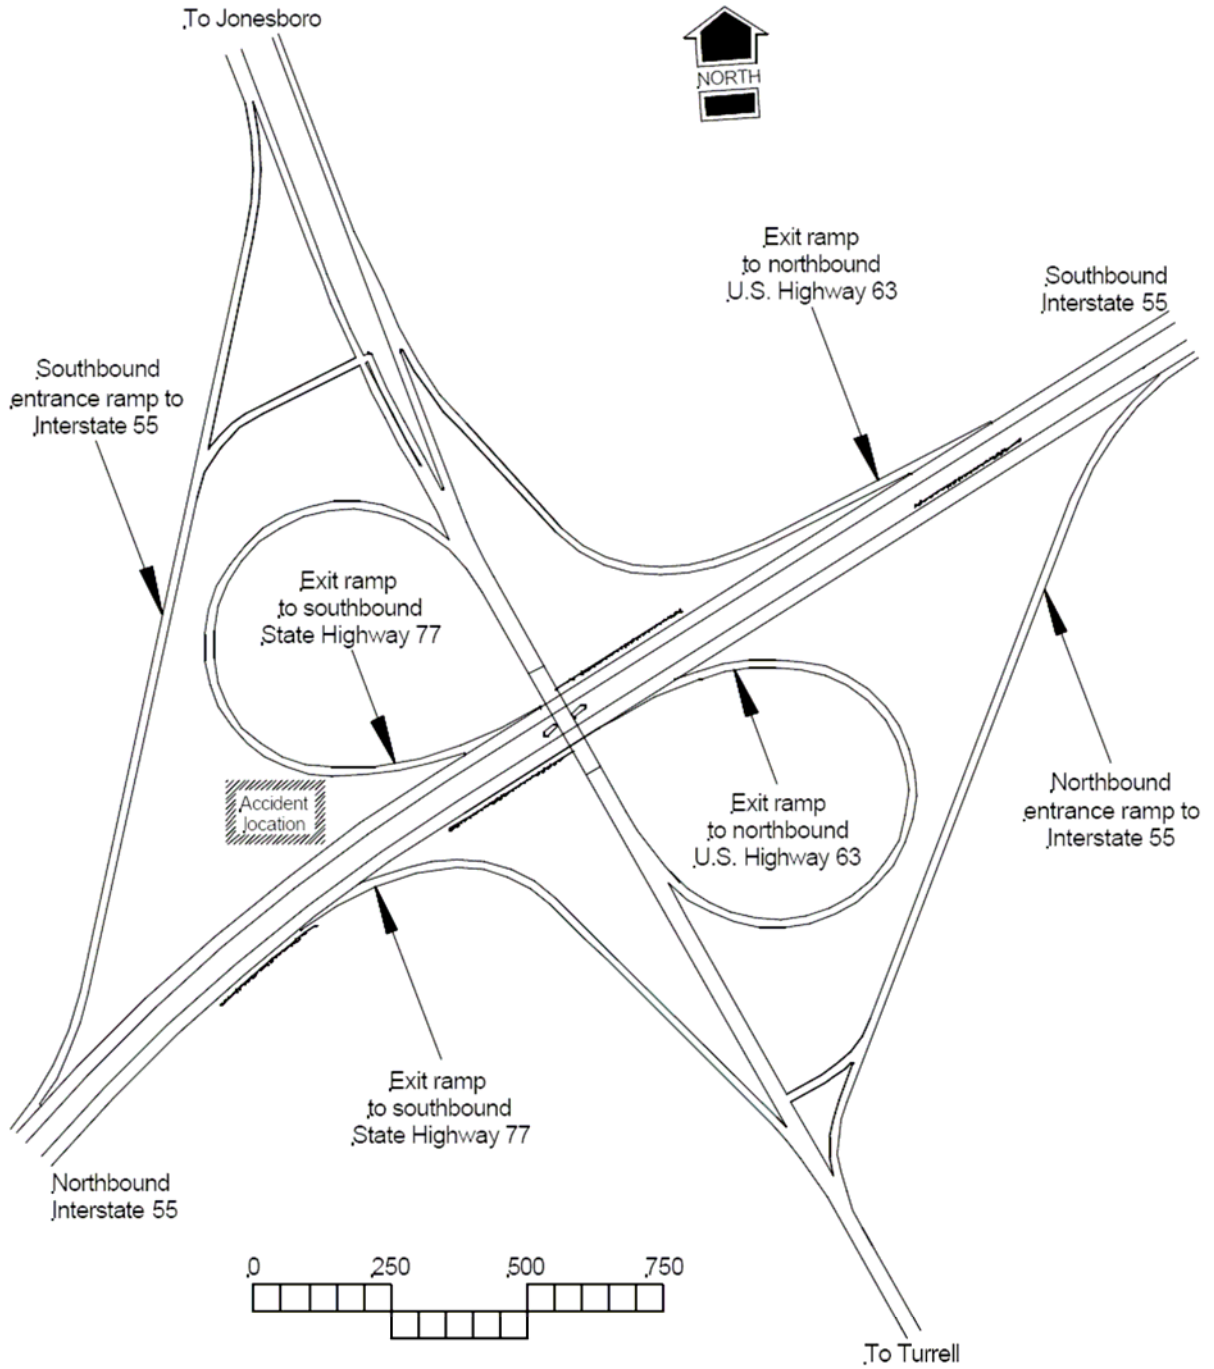 To Jonesboro
NORTH
Exit ramp
to northbound
U.S. Highway 63
Southbound
Interstate 55
Southbound
entrance ramp to
Interstate 55
Exit ramp
to southbound
State Highway 77
Accident
location
Exit ramp
to northbound
U.S. Highway 63
Northbound
entrance ramp to
Interstate 55
Exit ramp
to southbound
State Highway 77
Northbound
Interstate 55
0 250 500 750
To Turrell